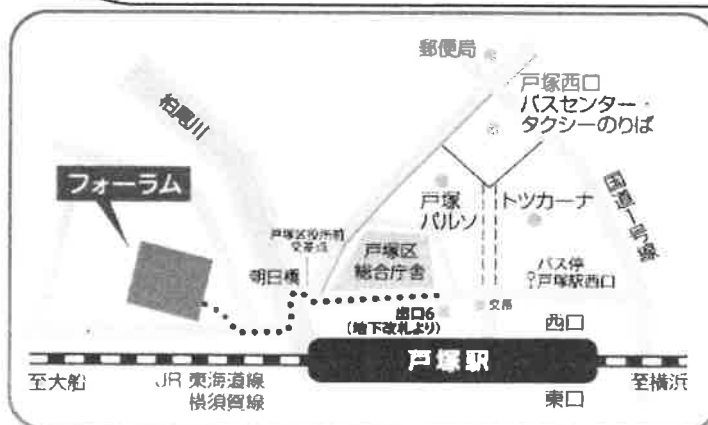 郵便局
戸塚西口
バスセンター・
タクシーのりば
柏尾川
フォーラム
戸塚
パルソ
トツカーナ
国道一号線
戸塚区役所前
交差点
戸塚区
総合庁舎
朝日橋
バス停
戸塚駅西口
出口6
(地下改札より)
交番
西口
戸塚駅
至大船
JR 東海道線
横須賀線
至横浜
東口